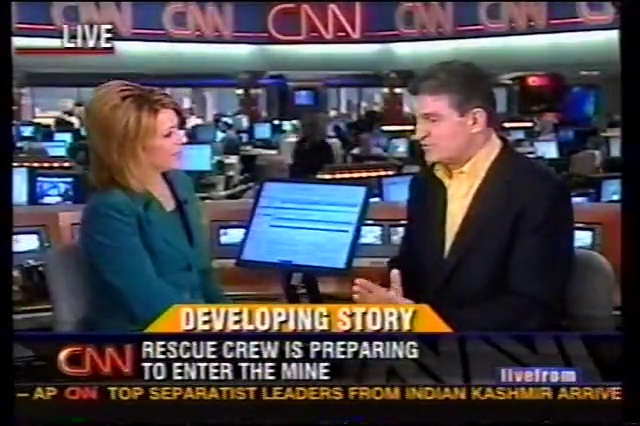 CNN CNN CNN CNN CNN CNN
LIVE
DEVELOPING STORY
CNN
RESCUE CREW IS PREPARING
TO ENTER THE MINE
livefrom
– AP CNN TOP SEPARATIST LEADERS FROM INDIAN KASHMIR ARRIVE